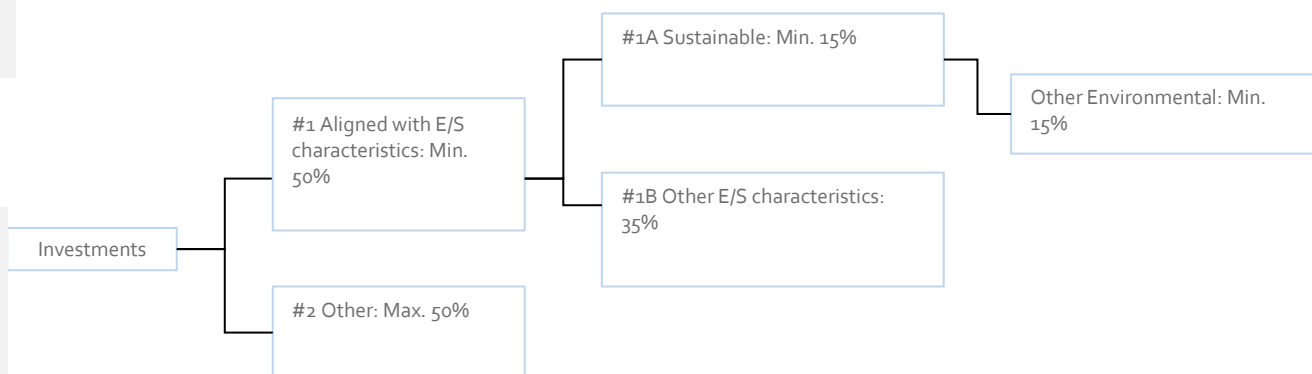 #1A Sustainable: Min. 15%
Other Environmental: Min.
15%
#1 Aligned with E/S
characteristics: Min.
50%
#1B Other E/S characteristics:
35%
Investments
#2 Other: Max. 50%